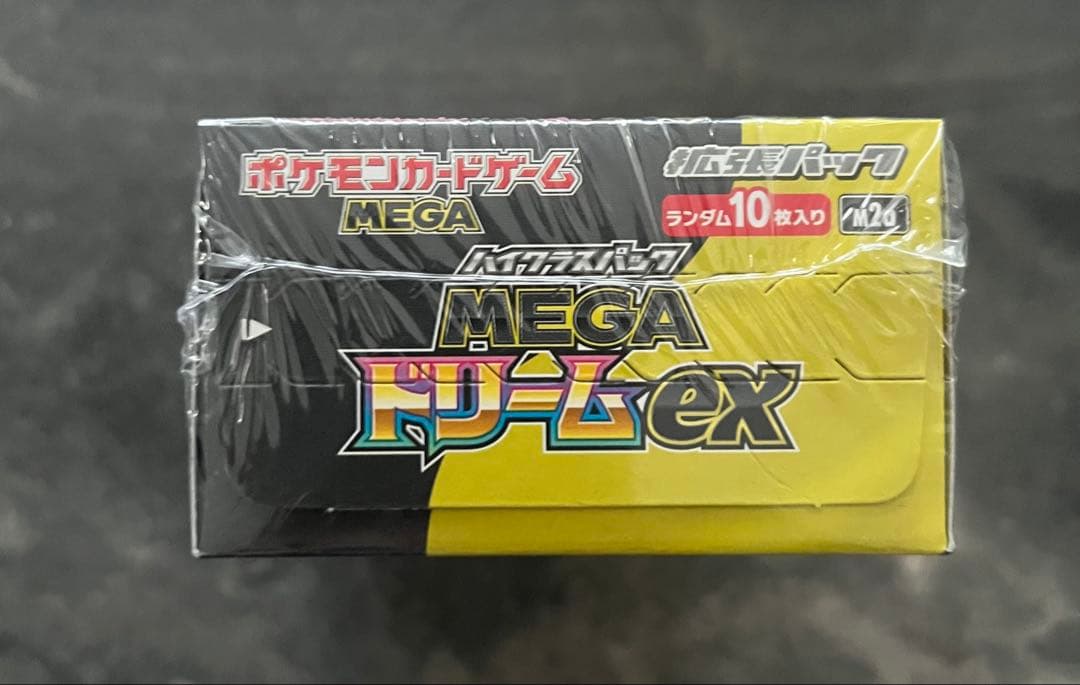 ポケモンカードゲーム
MEGA
拡張パック
ランダム10枚入り
M2a
ハイクラスパック
MEGA
ドリームex